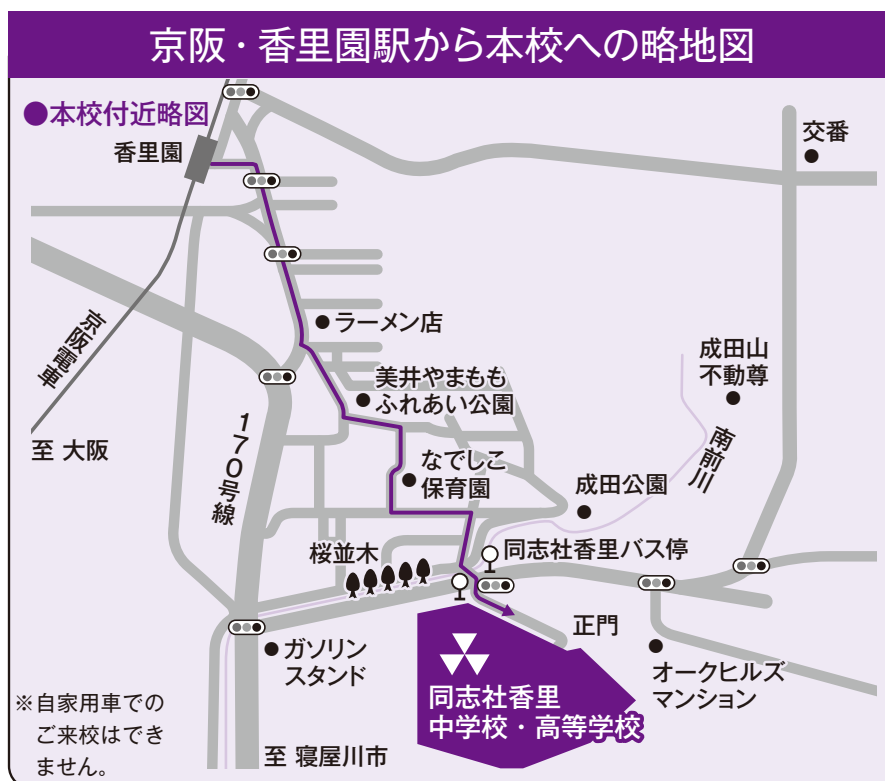 京阪・香里園駅から本校への略地図
●本校付近略図
香里園
交番
ラーメン店
京阪電車
成田山
不動尊
美井やまもも
ふれあい公園
170号線
至 大阪
南前川
なでしこ
保育園
成田公園
桜並木
同志社香里バス停
正門
ガソリン
スタンド
オークヒルズ
マンション
同志社香里
中学校・高等学校
※自家用車での
ご来校はでき
ません。
至 寝屋川市